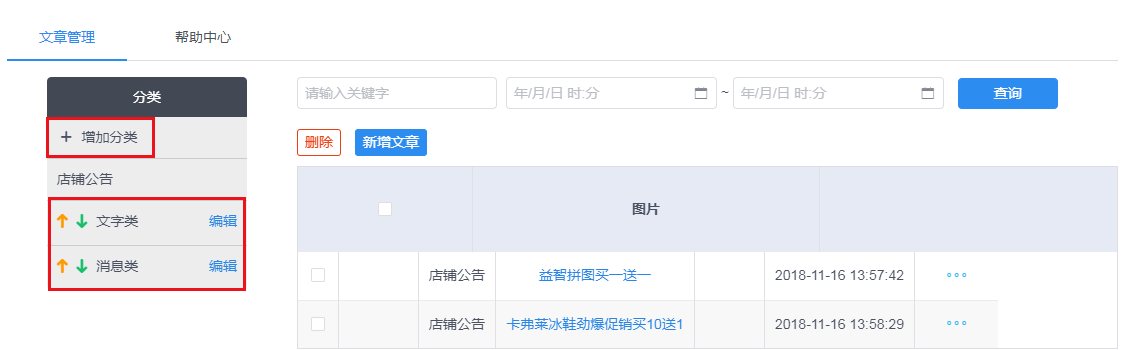 文章管理 帮助中心
分类
+ 增加分类
店铺公告
文字类 编辑
消息类 编辑
请输入关键字 年/月/日 时:分 ~ 年/月/日 时:分 查询
删除 新增文章
图片
店铺公告 益智拼图买一送一 2018-11-16 13:57:42
店铺公告 卡弗莱冰鞋劲爆促销买10送1 2018-11-16 13:58:29